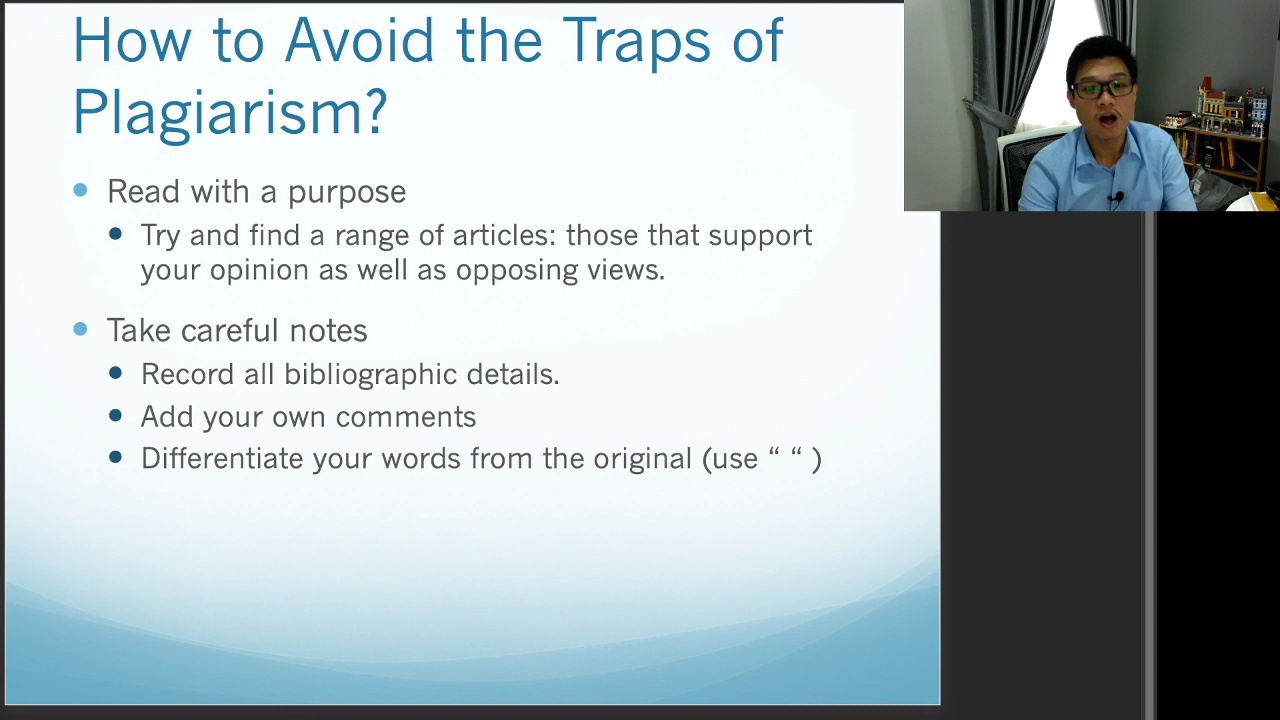 How to Avoid the Traps of
Plagiarism?
Read with a purpose
Try and find a range of articles: those that support
your opinion as well as opposing views.
Take careful notes
Record all bibliographic details.
Add your own comments
Differentiate your words from the original (use “ “ )